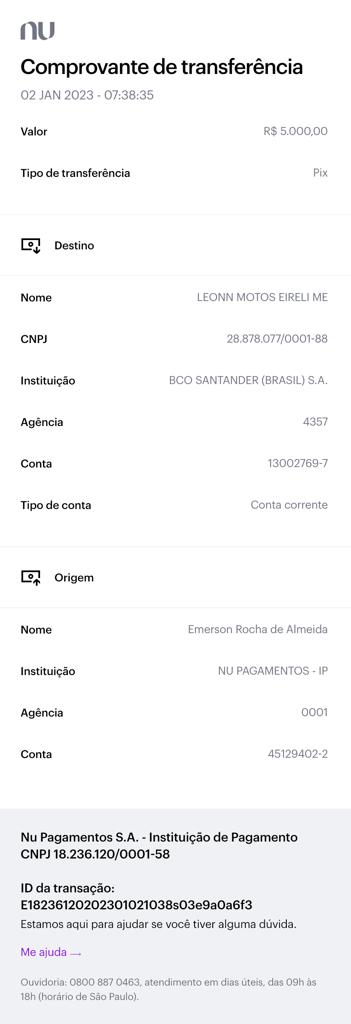 nu
Comprovante de transferência
02 JAN 2023 - 07:38:35
Valor R$ 5.000,00
Tipo de transferência Pix
Destino
Nome LEONN MOTOS EIRELI ME
CNPJ 28.878.077/0001-88
Instituição BCO SANTANDER (BRASIL) S.A.
Agência 4357
Conta 13002769-7
Tipo de conta Conta corrente
Origem
Nome Emerson Rocha de Almeida
Instituição NU PAGAMENTOS - IP
Agência 0001
Conta 45129402-2
Nu Pagamentos S.A. - Instituição de Pagamento
CNPJ 18.236.120/0001-58
ID da transação:
E18236120202301021038s03e9a0a6f3
Estamos aqui para ajudar se você tiver alguma dúvida.
Me ajuda →
Ouvidoria: 0800 887 0463, atendimento em dias úteis, das 09h às
18h (horário de São Paulo).